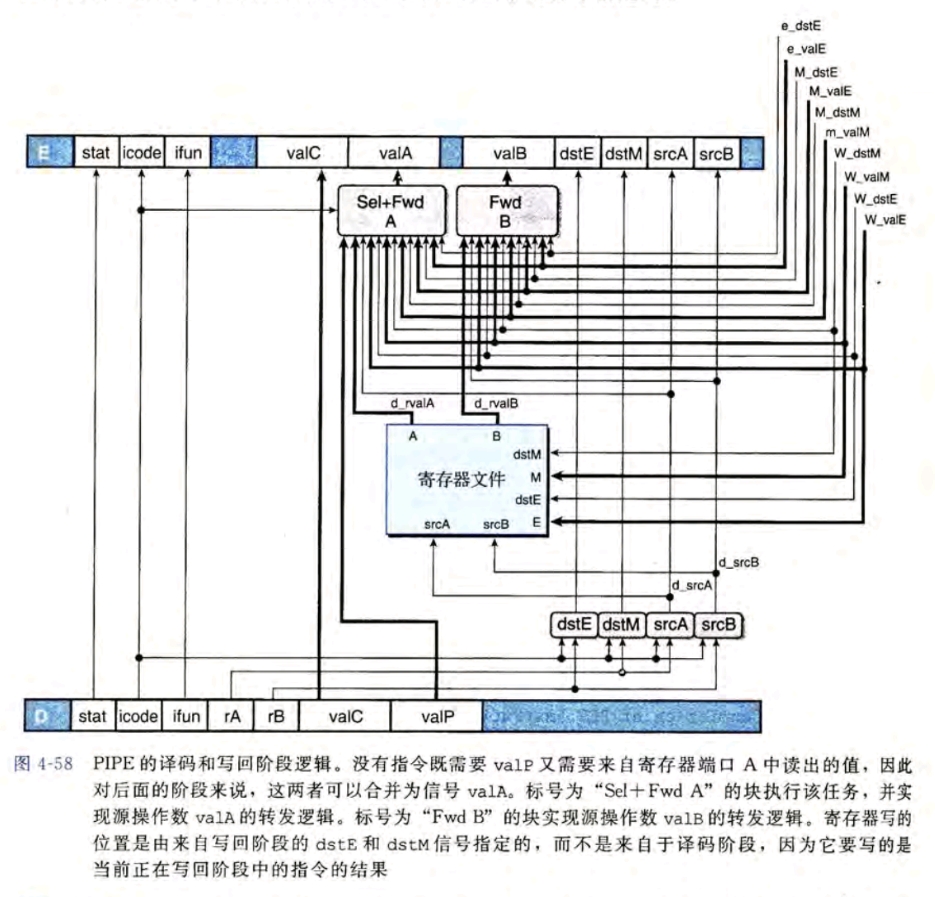 e_dstE
e_valE
M_dstE
M_valE
M_dstM
m_valM
W_dstM
W_valM
W_dstE
W_valE
E stat icode ifun valC valA valB dstE dstM srcA srcB
Sel+Fwd
A
Fwd
B
d_rvalA d_rvalB
A B
dstM
寄存器文件 M
dstE
srcA srcB E
d_srcB
d_srcA
dstE dstM srcA srcB
D stat icode ifun rA rB valC valP
图 4-58 PIPE 的译码和写回阶段逻辑。没有指令既需要 valP 又需要来自寄存器端口 A 中读出的值，因此
对后面的阶段来说，这两者可以合并为信号 valA。标号为“Sel+Fwd A”的块执行该任务，并实
现源操作数 valA 的转发逻辑。标号为“Fwd B”的块实现源操作数 valB 的转发逻辑。寄存器写的
位置是由来自写回阶段的 dstE 和 dstM 信号指定的，而不是来自于译码阶段，因为它要写的是
当前正在写回阶段中的指令的结果